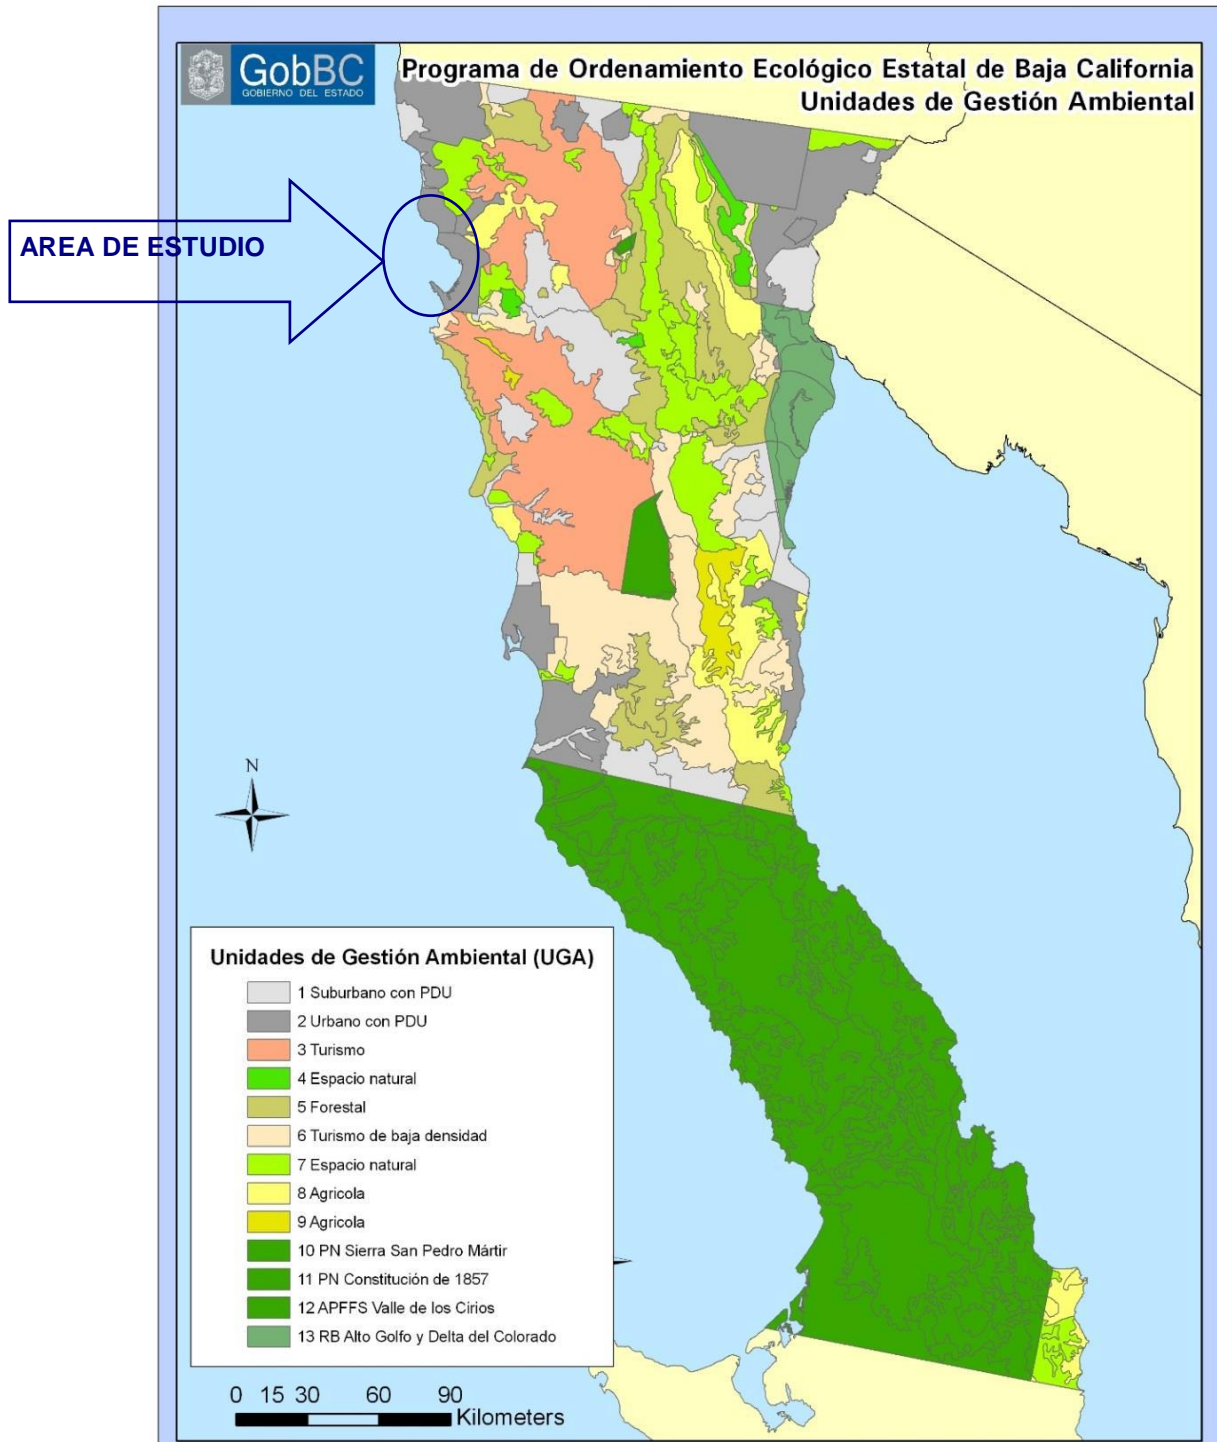 GobBC
GOBIERNO DEL ESTADO
Programa de Ordenamiento Ecológico Estatal de Baja California
Unidades de Gestión Ambiental
AREA DE ESTUDIO
N
Unidades de Gestión Ambiental (UGA)
1 Suburbano con PDU
2 Urbano con PDU
3 Turismo
4 Espacio natural
5 Forestal
6 Turismo de baja densidad
7 Espacio natural
8 Agricola
9 Agricola
10 PN Sierra San Pedro Mártir
11 PN Constitución de 1857
12 APFFS Valle de los Cirios
13 RB Alto Golfo y Delta del Colorado
0 15 30 60 90
Kilometers